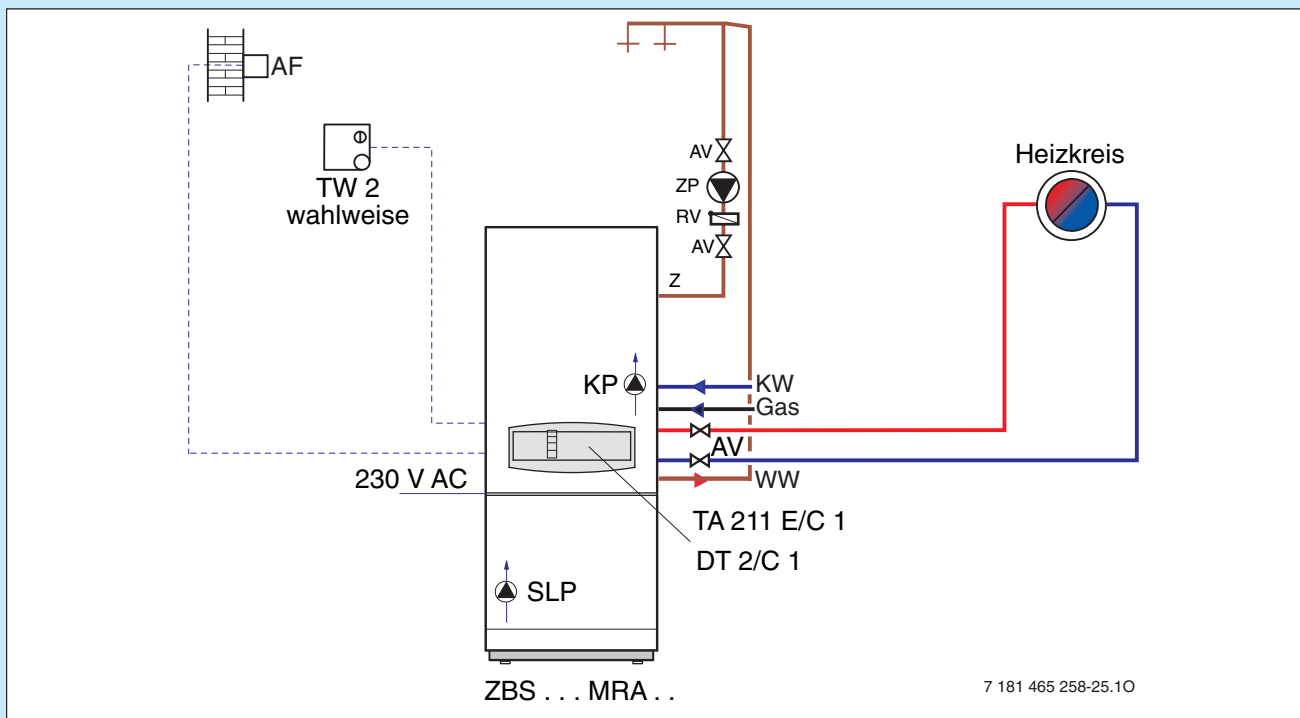 AF
TW 2
wahlweise
AV
ZP
RV
AV
Z
Heizkreis
KP
KW
Gas
AV
WW
230 V AC
TA 211 E/C 1
DT 2/C 1
SLP
ZBS . . . MRA . .
7 181 465 258-25.1O